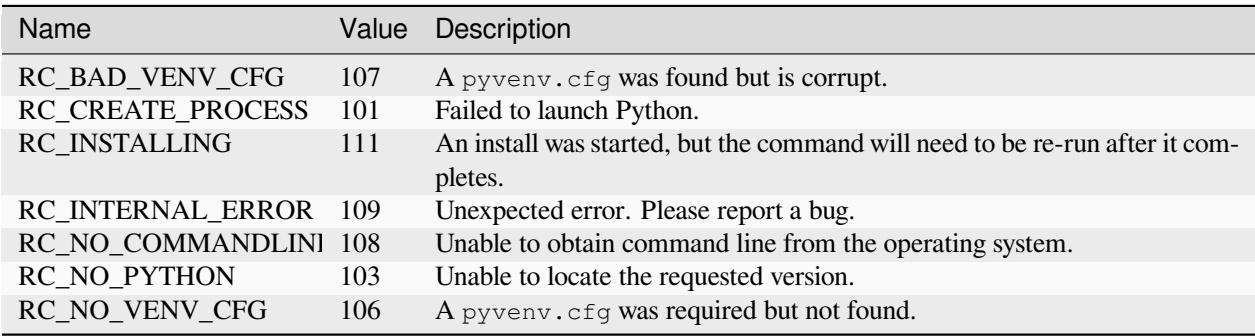 Name Value Description
RC_BAD_VENV_CFG 107 A pyvenv.cfg was found but is corrupt.
RC_CREATE_PROCESS 101 Failed to launch Python.
RC_INSTALLING 111 An install was started, but the command will need to be re-run after it com-
pletes.
RC_INTERNAL_ERROR 109 Unexpected error. Please report a bug.
RC_NO_COMMANDLINE 108 Unable to obtain command line from the operating system.
RC_NO_PYTHON 103 Unable to locate the requested version.
RC_NO_VENV_CFG 106 A pyvenv.cfg was required but not found.